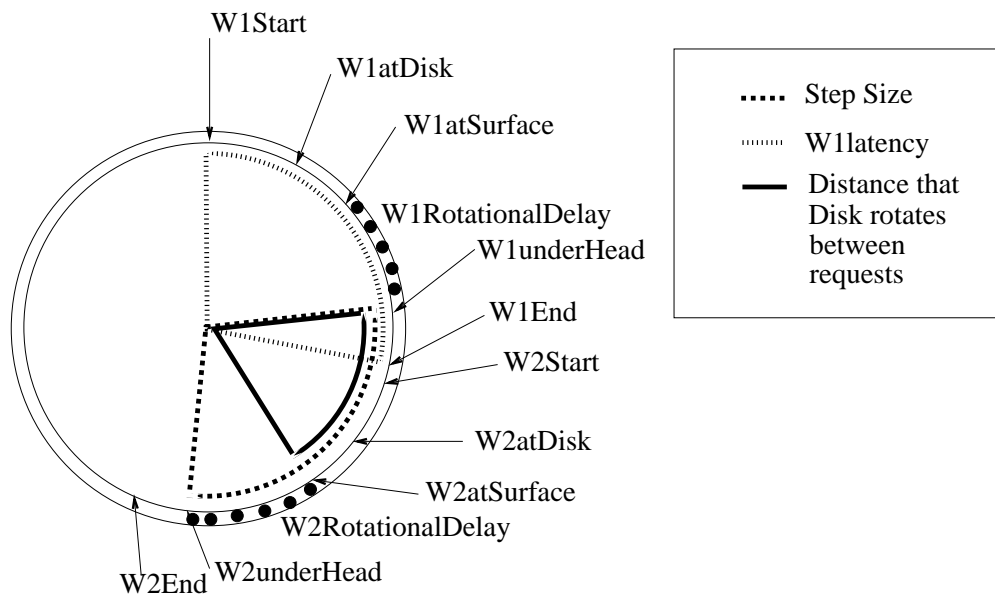 W1Start
W1atDisk
W1atSurface
W1RotationalDelay
W1underHead
W1End
W2Start
W2atDisk
W2atSurface
W2RotationalDelay
W2underHead
W2End
Step Size
W1latency
Distance that
Disk rotates
between
requests